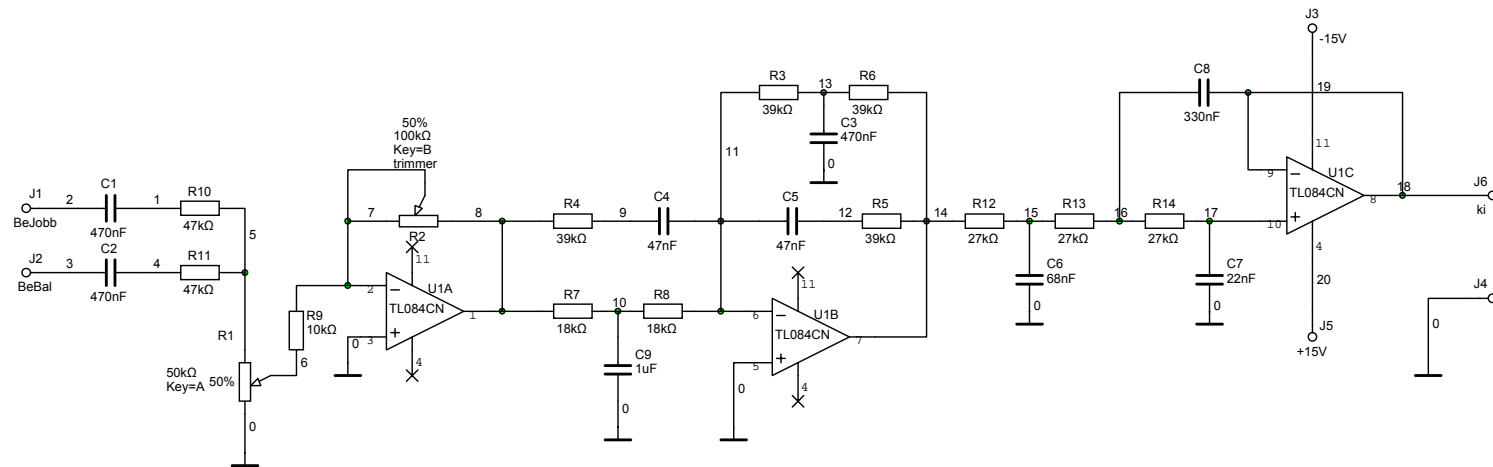 J1
2
BeJobb
C1
470nF
1
R10
47kΩ
5
J2
3
BeBal
C2
470nF
4
R11
47kΩ
R1
50kΩ
Key=A
50%
0
R9
10kΩ
6
50%
100kΩ
Key=B
trimmer
7
8
R2
11
2
3
0
U1A
TL084CN
1
4
R4
39kΩ
9
C4
47nF
R7
18kΩ
10
R8
18kΩ
C9
1uF
0
11
R3
39kΩ
13
R6
39kΩ
C3
470nF
0
C5
47nF
12
R5
39kΩ
14
11
6
5
0
U1B
TL084CN
7
4
R12
27kΩ
15
R13
27kΩ
16
R14
27kΩ
17
C6
68nF
0
C7
22nF
0
C8
330nF
19
J3
-15V
11
9
10
U1C
TL084CN
8
18
4
20
J5
+15V
J6
ki
J4
0